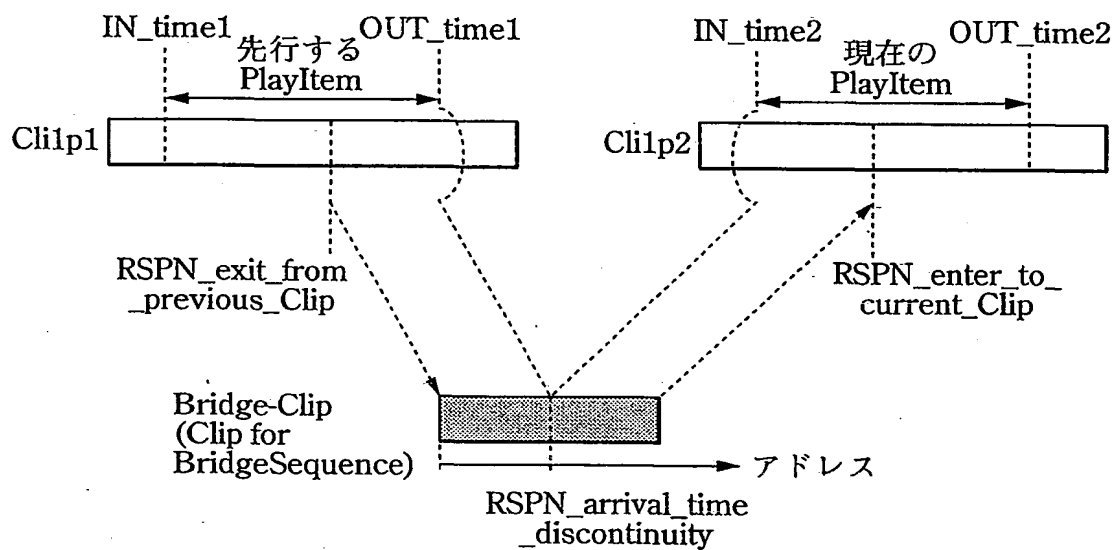 IN_time1
OUT_time1
先行する
PlayItem
IN_time2
OUT_time2
現在の
PlayItem
Cli1p1
Cli1p2
RSPN_exit_from
_previous_Clip
RSPN_enter_to_
current_Clip
Bridge-Clip
(Clip for
BridgeSequence)
アドレス
RSPN_arrival_time
_discontinuity